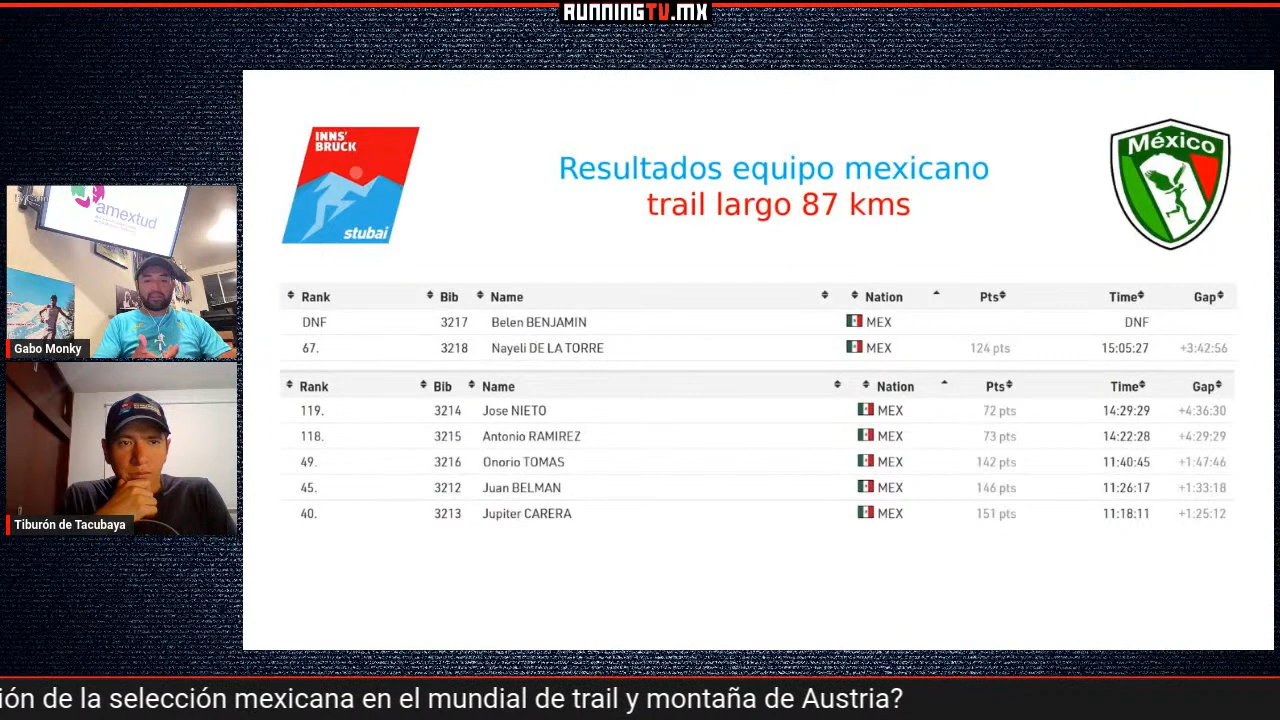 RUNNINGTV.MX
INNS'
BRUCK
stubai
Resultados equipo mexicano
trail largo 87 kms
México
amextud
Gabo Monky
Tiburón de Tacubaya
Rank Bib Name Nation Pts Time Gap
DNF 3217 Belen BENJAMIN MEX DNF
67. 3218 Nayeli DE LA TORRE MEX 124 pts 15:05:27 +3:42:56
Rank Bib Name Nation Pts Time Gap
119. 3214 Jose NIETO MEX 72 pts 14:29:29 +4:36:30
118. 3215 Antonio RAMIREZ MEX 73 pts 14:22:28 +4:29:29
49. 3216 Onorio TOMAS MEX 142 pts 11:40:45 +1:47:46
45. 3212 Juan BELMAN MEX 146 pts 11:26:17 +1:33:18
40. 3213 Jupiter CARERA MEX 151 pts 11:18:11 +1:25:12
ión de la selección mexicana en el mundial de trail y montaña de Austria?